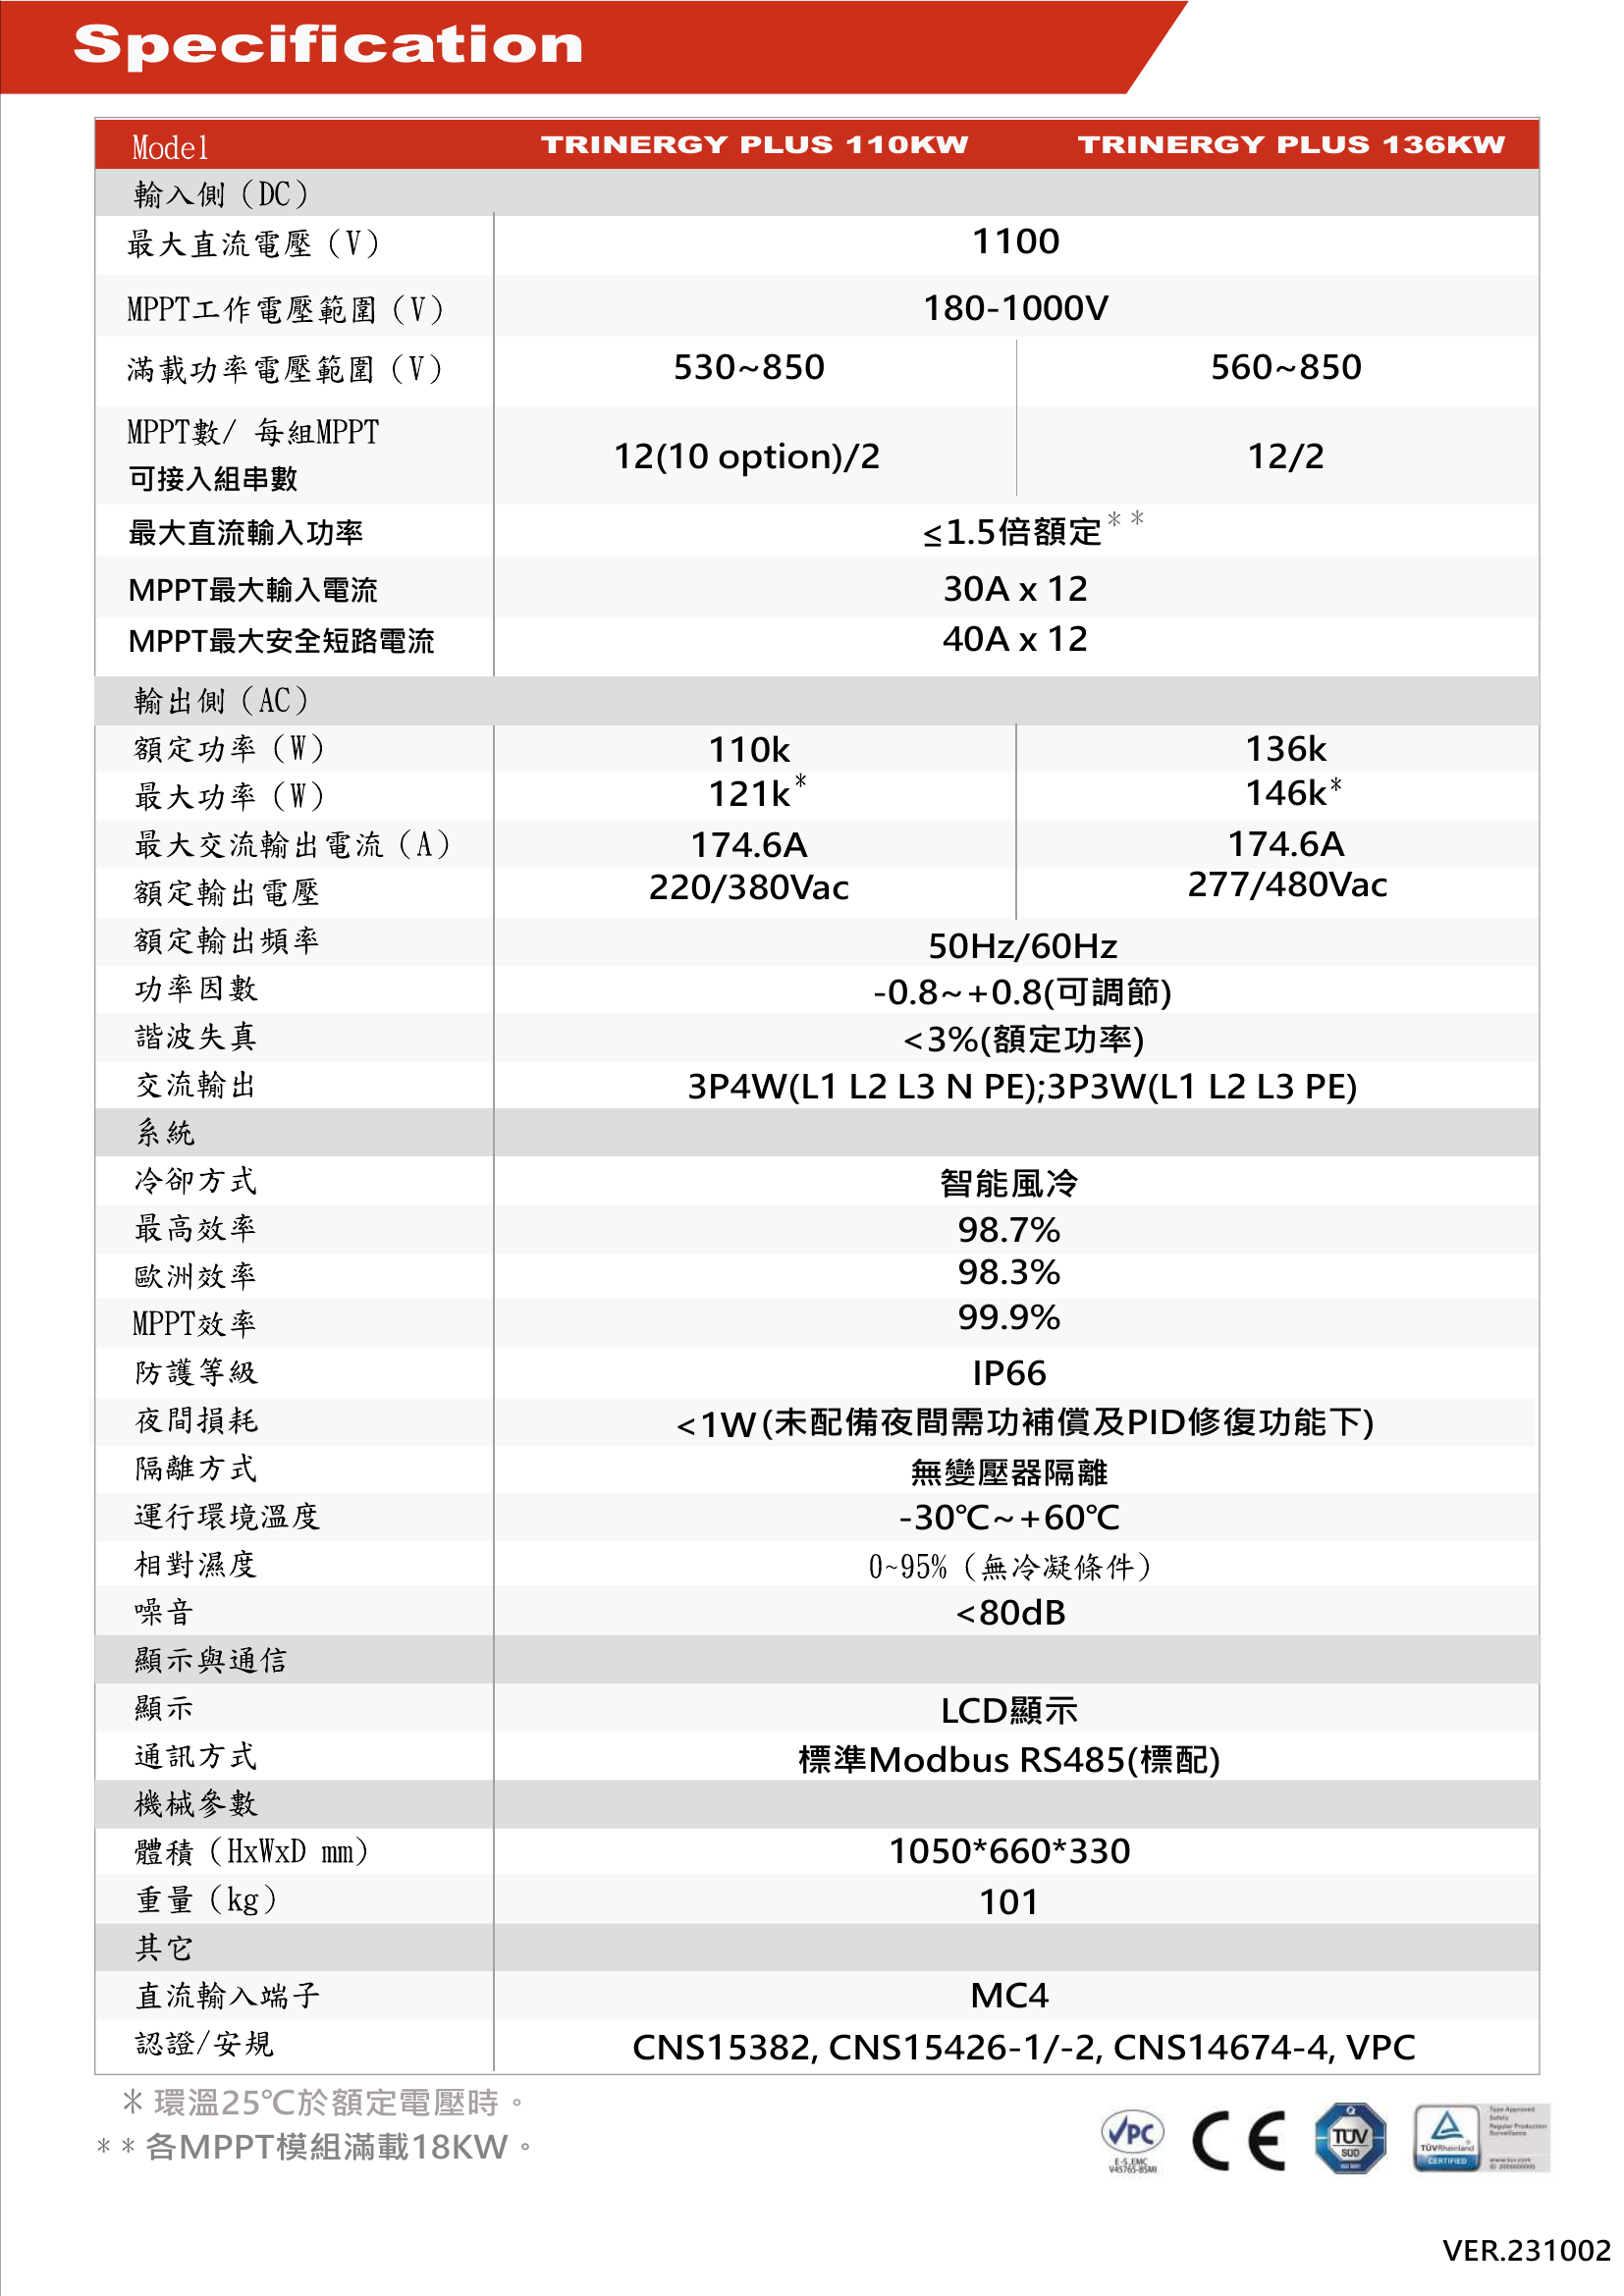 Specification
Model TRINERGY PLUS 110KW TRINERGY PLUS 136KW
輸入側（DC）
最大直流電壓（V） 1100
MPPT工作電壓範圍（V） 180-1000V
滿載功率電壓範圍（V） 530~850 560~850
MPPT數/ 每組MPPT
可接入組串數 12(10 option)/2 12/2
最大直流輸入功率 ≦1.5倍額定＊＊
MPPT最大輸入電流 30A x 12
MPPT最大安全短路電流 40A x 12
輸出側（AC）
額定功率（W） 110k 136k
最大功率（W） 121k＊ 146k＊
最大交流輸出電流（A） 174.6A 174.6A
額定輸出電壓 220/380Vac 277/480Vac
額定輸出頻率 50Hz/60Hz
功率因數 -0.8~+0.8(可調節)
諧波失真 <3%(額定功率)
交流輸出 3P4W(L1 L2 L3 N PE);3P3W(L1 L2 L3 PE)
系統
冷卻方式 智能風冷
最高效率 98.7%
歐洲效率 98.3%
MPPT效率 99.9%
防護等級 IP66
夜間損耗 <1W(未配備夜間需功補償及PID修復功能下)
隔離方式 無變壓器隔離
運行環境溫度 -30℃~+60℃
相對濕度 0~95%（無冷凝條件）
噪音 <80dB
顯示與通信
顯示 LCD顯示
通訊方式 標準Modbus RS485(標配)
機械參數
體積（HxWxD mm） 1050*660*330
重量（kg） 101
其它
直流輸入端子 MC4
認證/安規 CNS15382, CNS15426-1/-2, CNS14674-4, VPC
＊環溫25℃於額定電壓時。
＊＊各MPPT模組滿載18KW。
VPC
E-S,EMC
V45765-BSMI
CE
TÜV
SÜD
TÜVRheinland
CERTIFIED
Type Approved
Safety
Regular Production
Surveillance
VER.231002